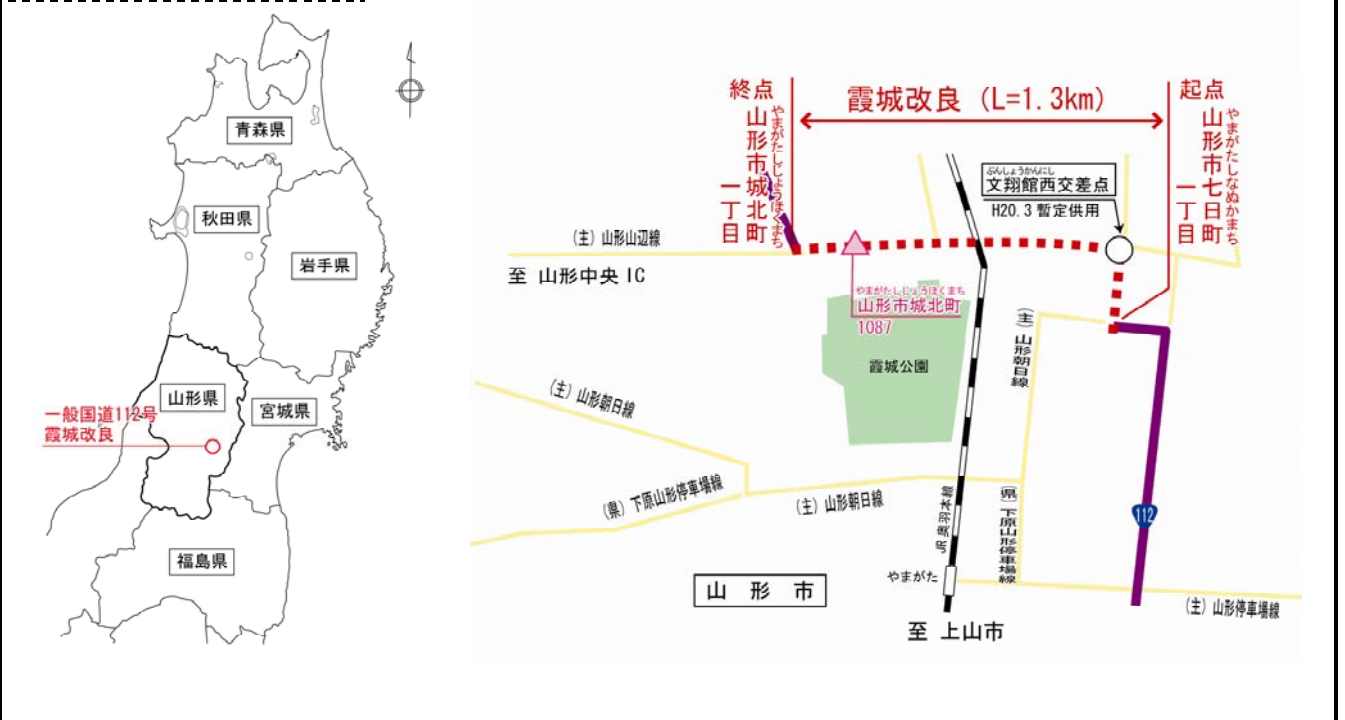 青森県
秋田県
岩手県
山形県
宮城県
一般国道112号
霞城改良
福島県
終点
山形市城北町
やまがたしじょうほくまち
一丁目
霞城改良 (L=1.3km)
起点
山形市七日町
やまがたしなぬかまち
一丁目
ぶんしょうかんにし
文翔館西交差点
H20.3 暫定供用
(主) 山形山辺線
至 山形中央 IC
やまがたしじょうほくまち
山形市城北町
1087
霞城公園
(主) 山形朝日線
(主) 山形朝日線
(県) 下原山形停車場線
(主) 山形朝日線
JR 奥羽本線
(県) 下原山形停車場線
112
やまがた
山 形 市
(主) 山形停車場線
至 上山市